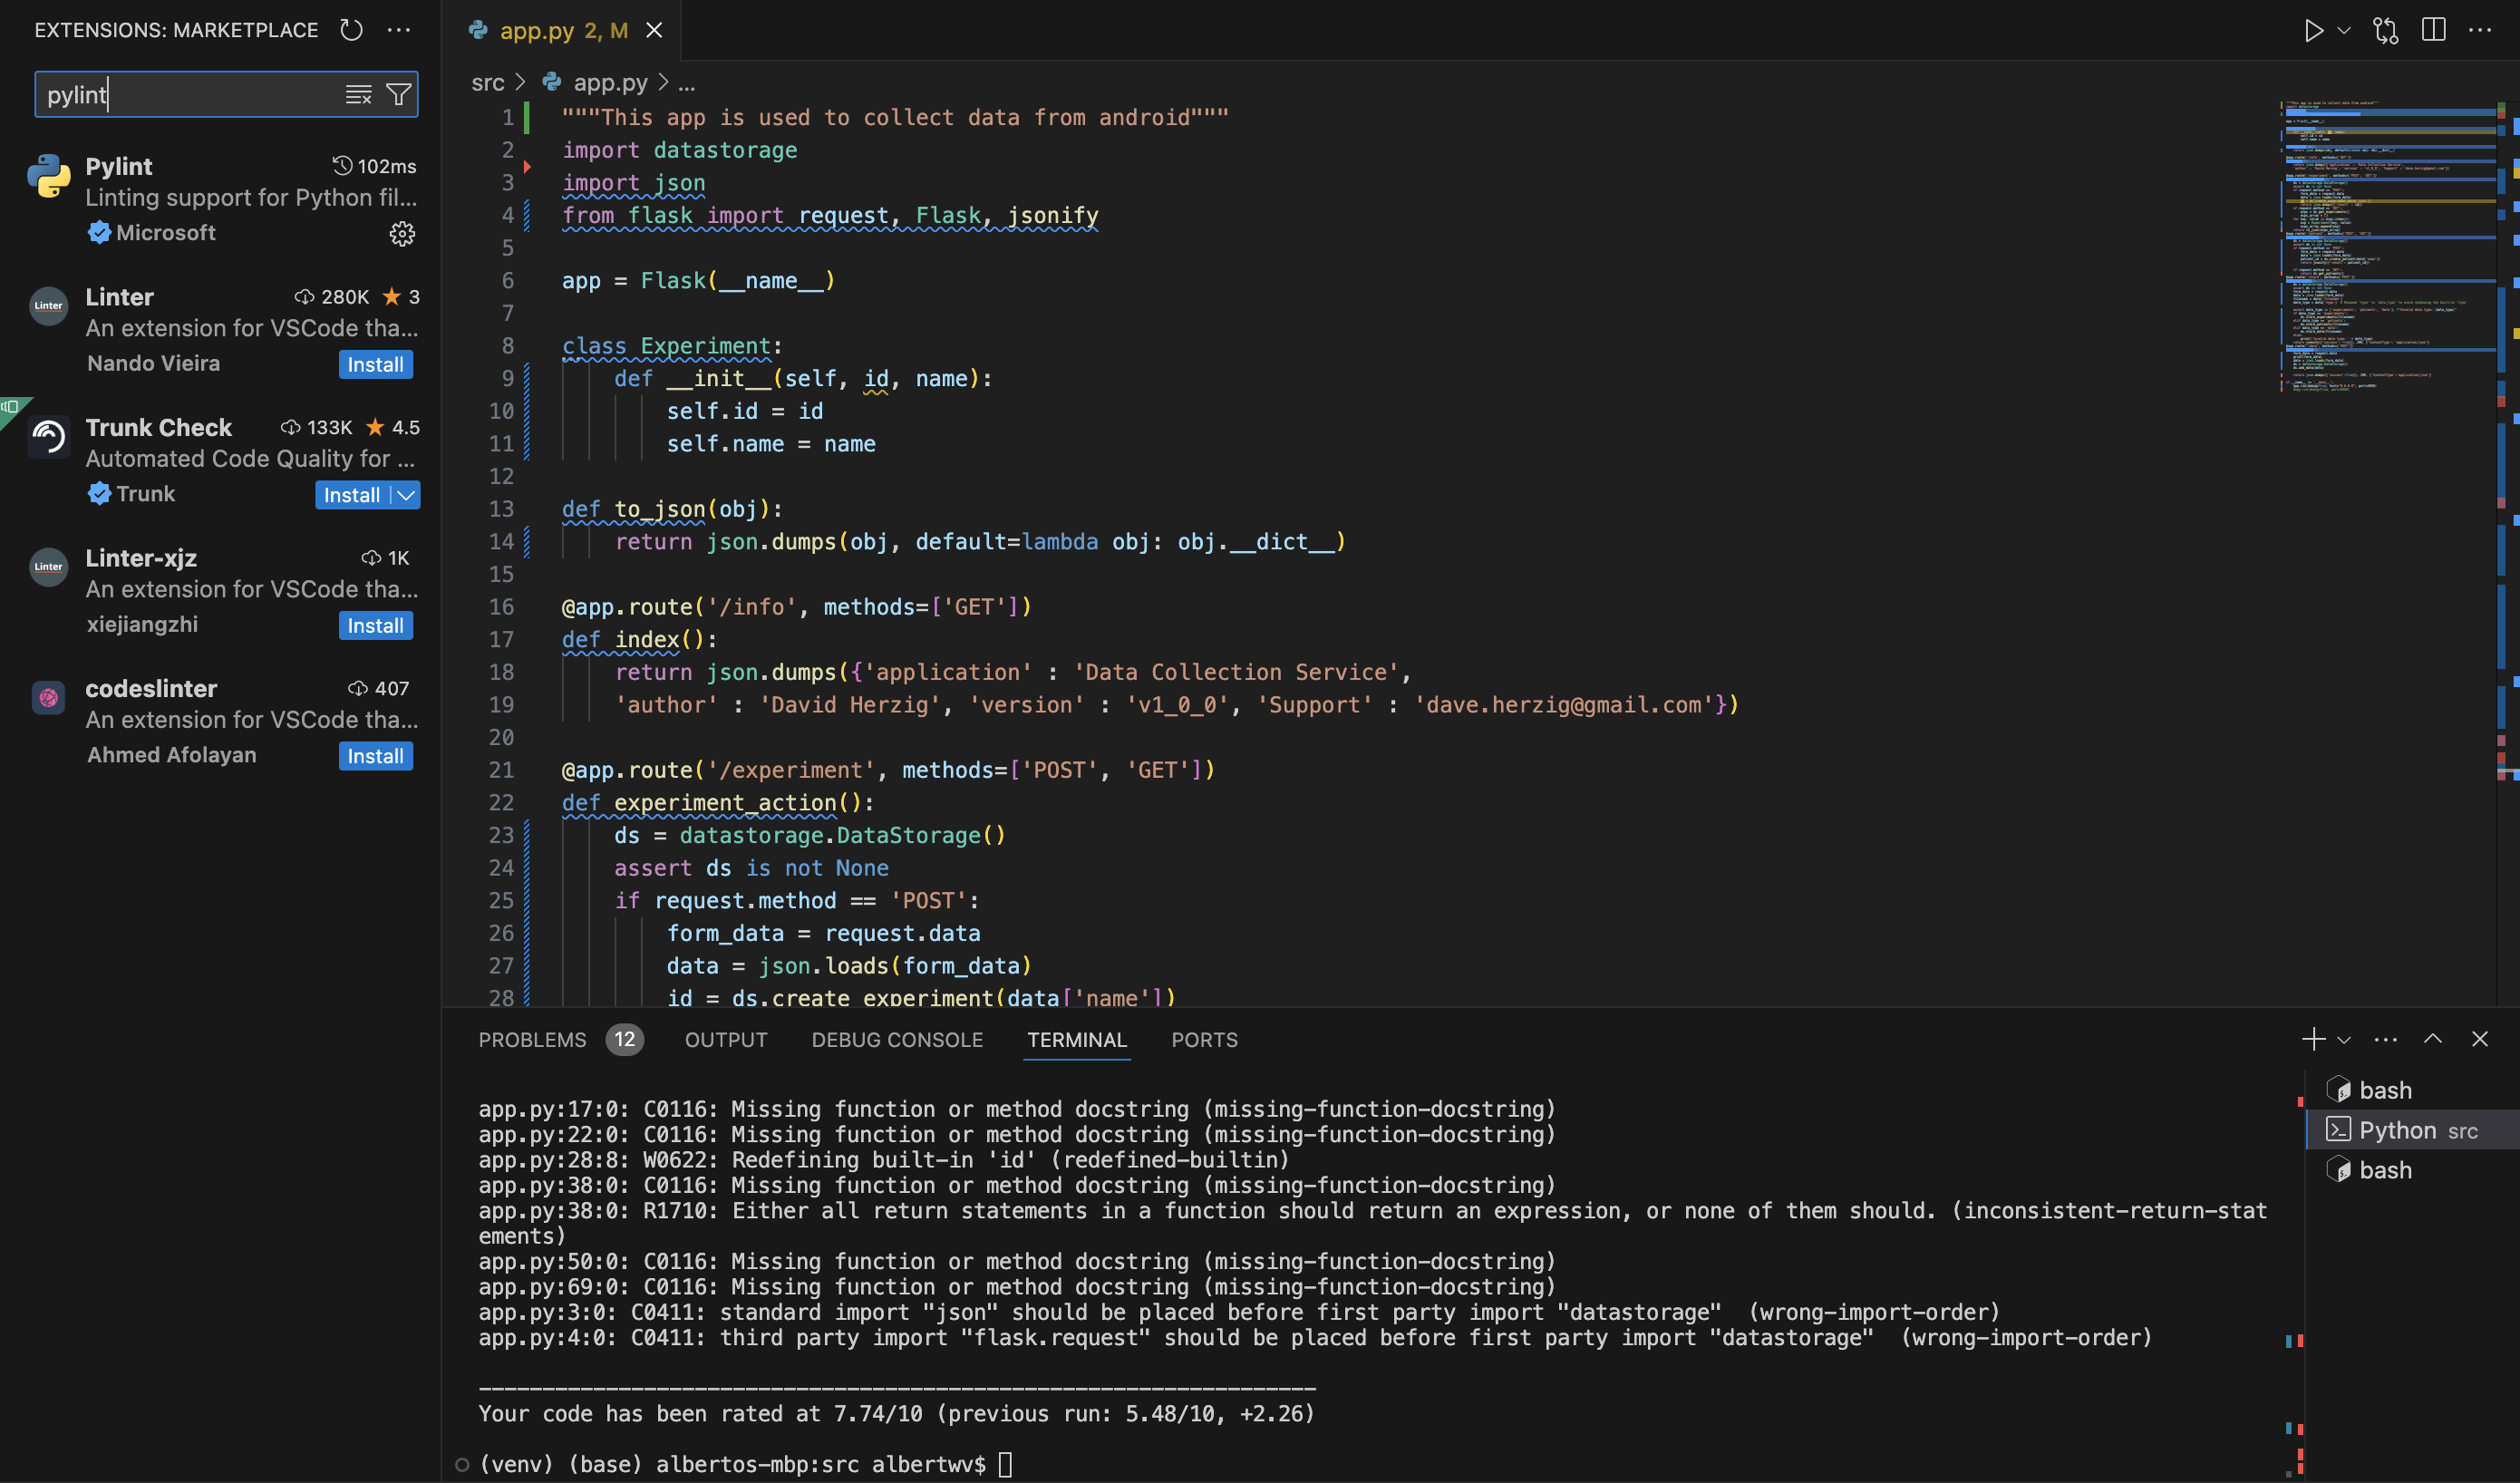 EXTENSIONS: MARKETPLACE
pylint
Pylint 102ms
Linting support for Python fil...
Microsoft
Linter 280K 3
An extension for VSCode tha...
Nando Vieira Install
Trunk Check 133K 4.5
Automated Code Quality for ...
Trunk Install
Linter-xjz 1K
An extension for VSCode tha...
xiejiangzhi Install
codeslinter 407
An extension for VSCode tha...
Ahmed Afolayan Install
app.py 2, M
src > app.py > ...
1 """This app is used to collect data from android"""
2 import datastorage
3 import json
4 from flask import request, Flask, jsonify
5
6 app = Flask(__name__)
7
8 class Experiment:
9 def __init__(self, id, name):
10 self.id = id
11 self.name = name
12
13 def to_json(obj):
14 return json.dumps(obj, default=lambda obj: obj.__dict__)
15
16 @app.route('/info', methods=['GET'])
17 def index():
18 return json.dumps({'application' : 'Data Collection Service',
19 'author' : 'David Herzig', 'version' : 'v1_0_0', 'Support' : 'dave.herzig@gmail.com'})
20
21 @app.route('/experiment', methods=['POST', 'GET'])
22 def experiment_action():
23 ds = datastorage.DataStorage()
24 assert ds is not None
25 if request.method == 'POST':
26 form_data = request.data
27 data = json.loads(form_data)
28 id = ds.create_experiment(data['name'])
PROBLEMS 12 OUTPUT DEBUG CONSOLE TERMINAL PORTS
app.py:17:0: C0116: Missing function or method docstring (missing-function-docstring)
app.py:22:0: C0116: Missing function or method docstring (missing-function-docstring)
app.py:28:8: W0622: Redefining built-in 'id' (redefined-builtin)
app.py:38:0: C0116: Missing function or method docstring (missing-function-docstring)
app.py:38:0: R1710: Either all return statements in a function should return an expression, or none of them should. (inconsistent-return-stat
ements)
app.py:50:0: C0116: Missing function or method docstring (missing-function-docstring)
app.py:69:0: C0116: Missing function or method docstring (missing-function-docstring)
app.py:3:0: C0411: standard import "json" should be placed before first party import "datastorage"  (wrong-import-order)
app.py:4:0: C0411: third party import "flask.request" should be placed before first party import "datastorage"  (wrong-import-order)
------------------------------------------------------------------
Your code has been rated at 7.74/10 (previous run: 5.48/10, +2.26)
(venv) (base) albertos-mbp:src albertwv$
bash
Python src
bash